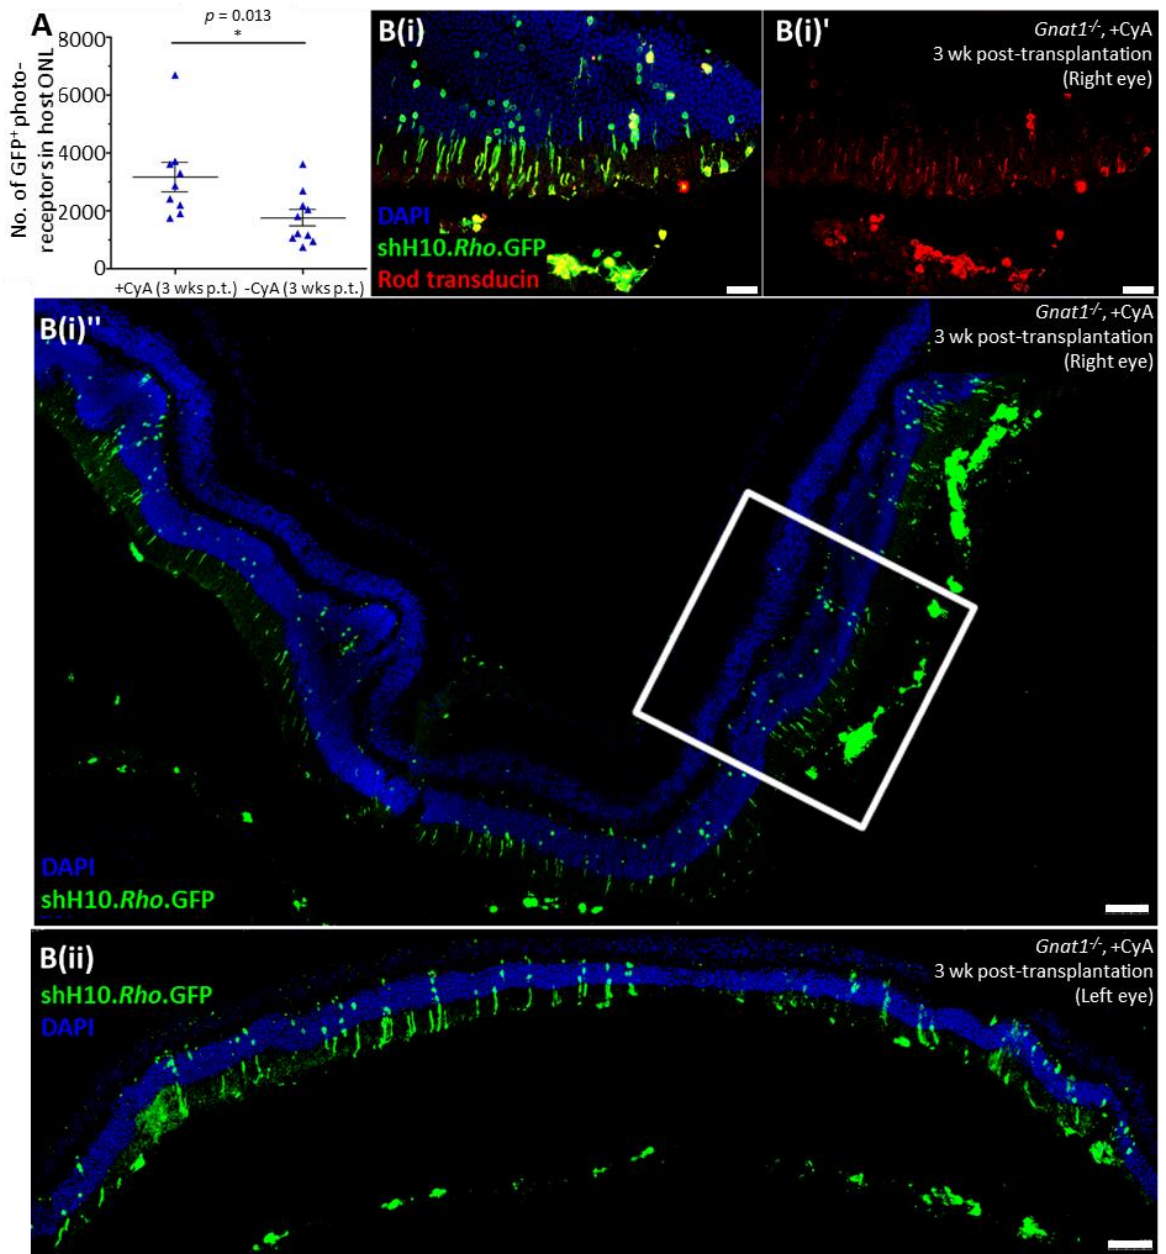 A
p = 0.013
*
No. of GFP⁺ photo-
receptors in host ONL
8000
6000
4000
2000
0
+CyA (3 wks p.t.)
-CyA (3 wks p.t.)
B(i)
DAPI
shH10.Rho.GFP
Rod transducin
B(i)'
Gnat1⁻/⁻, +CyA
3 wk post-transplantation
(Right eye)
B(i)''
Gnat1⁻/⁻, +CyA
3 wk post-transplantation
(Right eye)
DAPI
shH10.Rho.GFP
B(ii)
shH10.Rho.GFP
DAPI
Gnat1⁻/⁻, +CyA
3 wk post-transplantation
(Left eye)